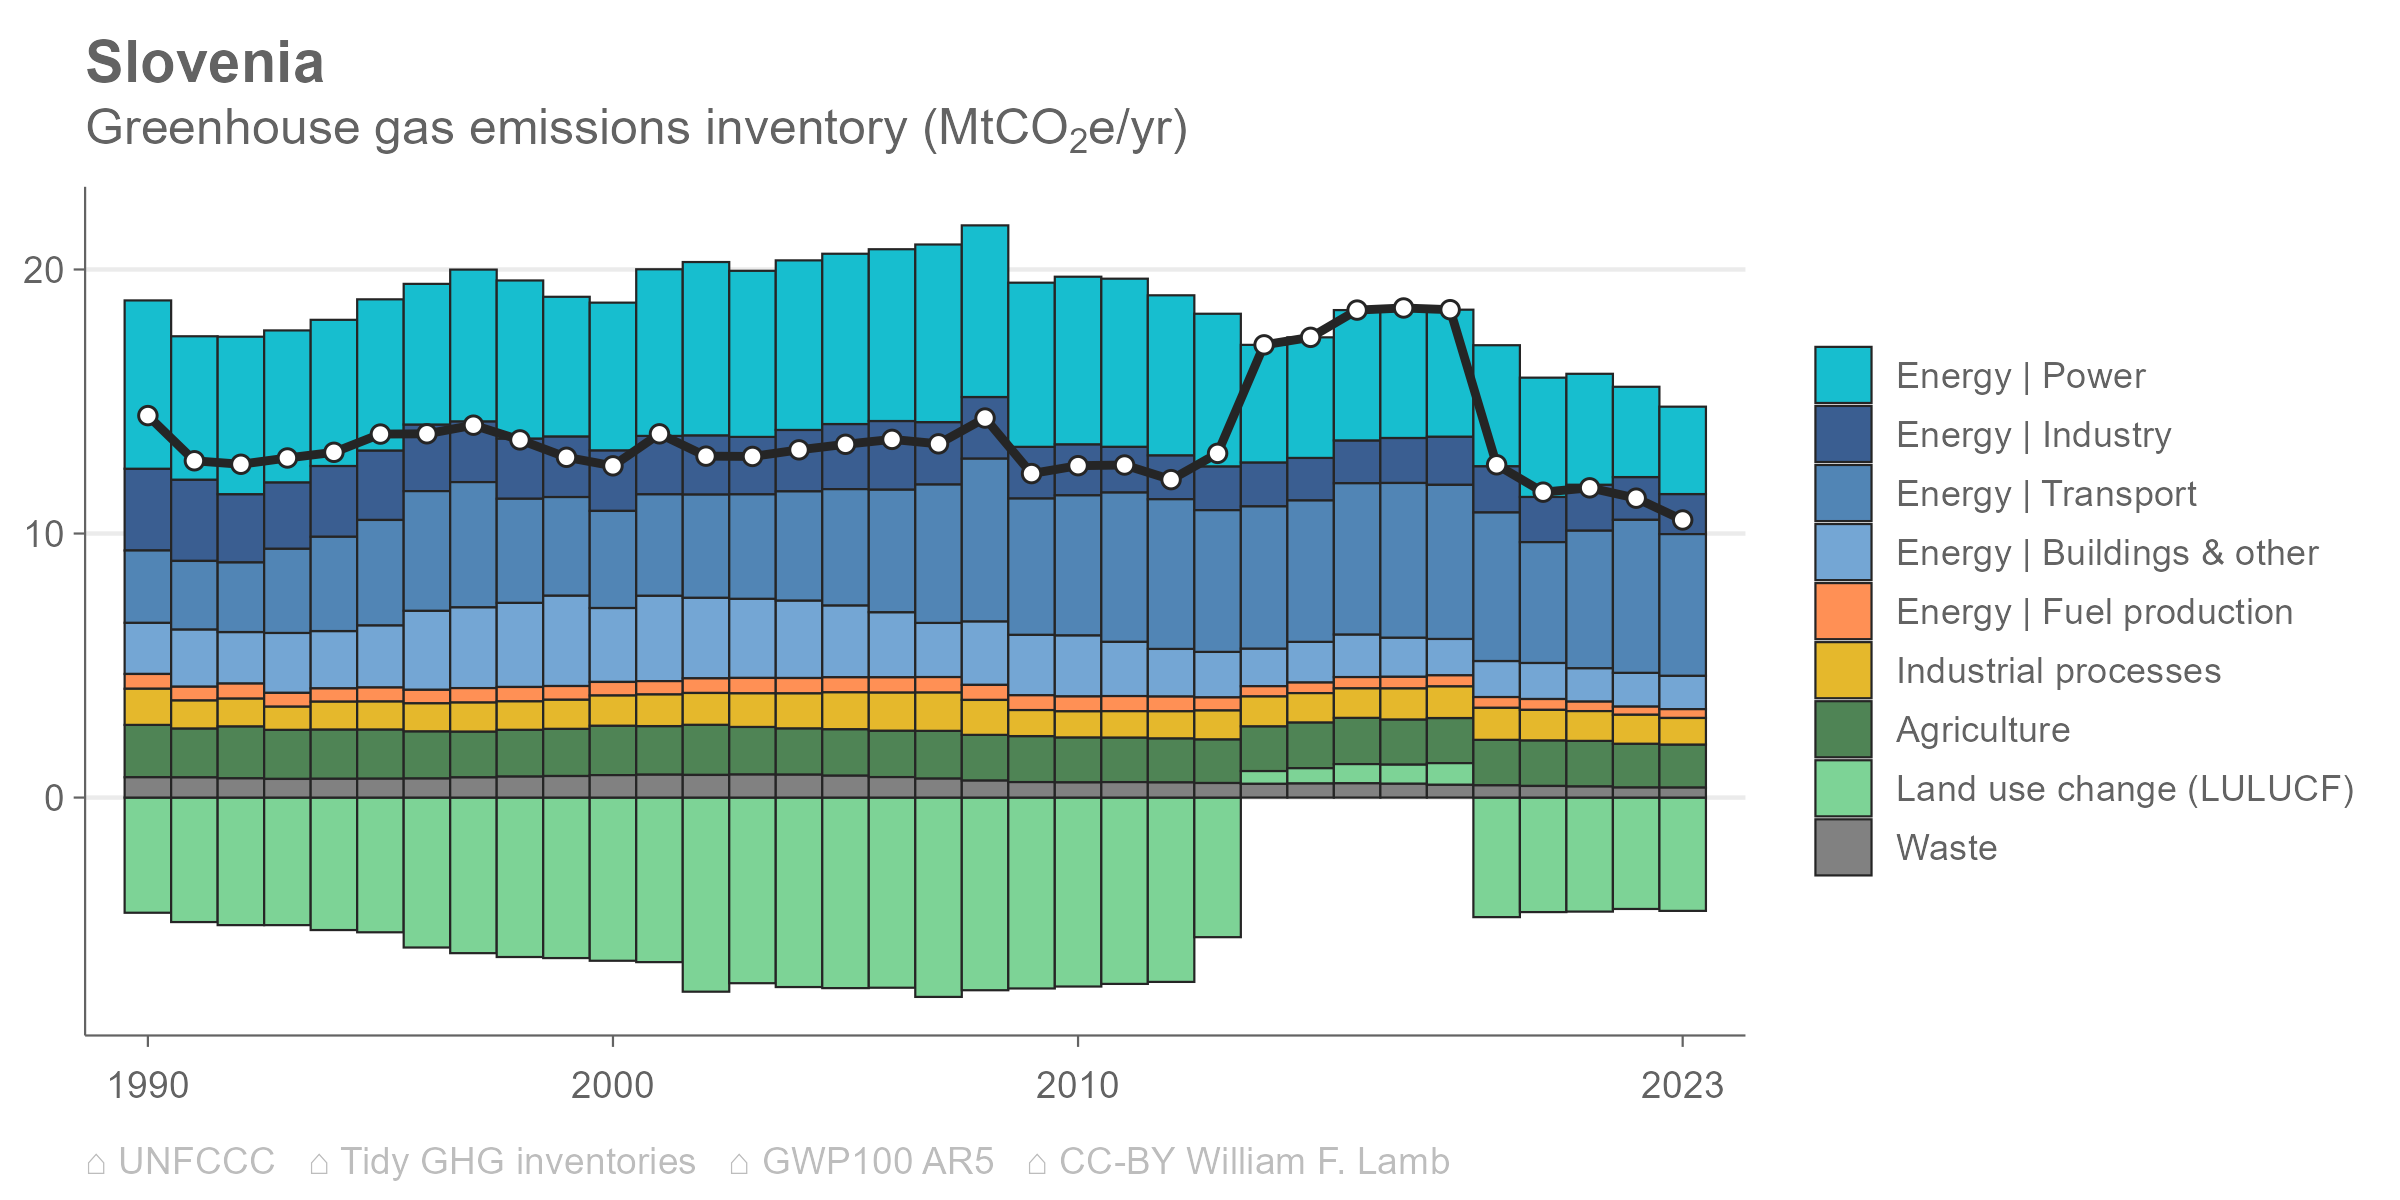 Slovenia
Greenhouse gas emissions inventory (MtCO₂e/yr)
20
10
0
1990
2000
2010
2023
Energy | Power
Energy | Industry
Energy | Transport
Energy | Buildings & other
Energy | Fuel production
Industrial processes
Agriculture
Land use change (LULUCF)
Waste
⌂ UNFCCC ⌂ Tidy GHG inventories ⌂ GWP100 AR5 ⌂ CC-BY William F. Lamb